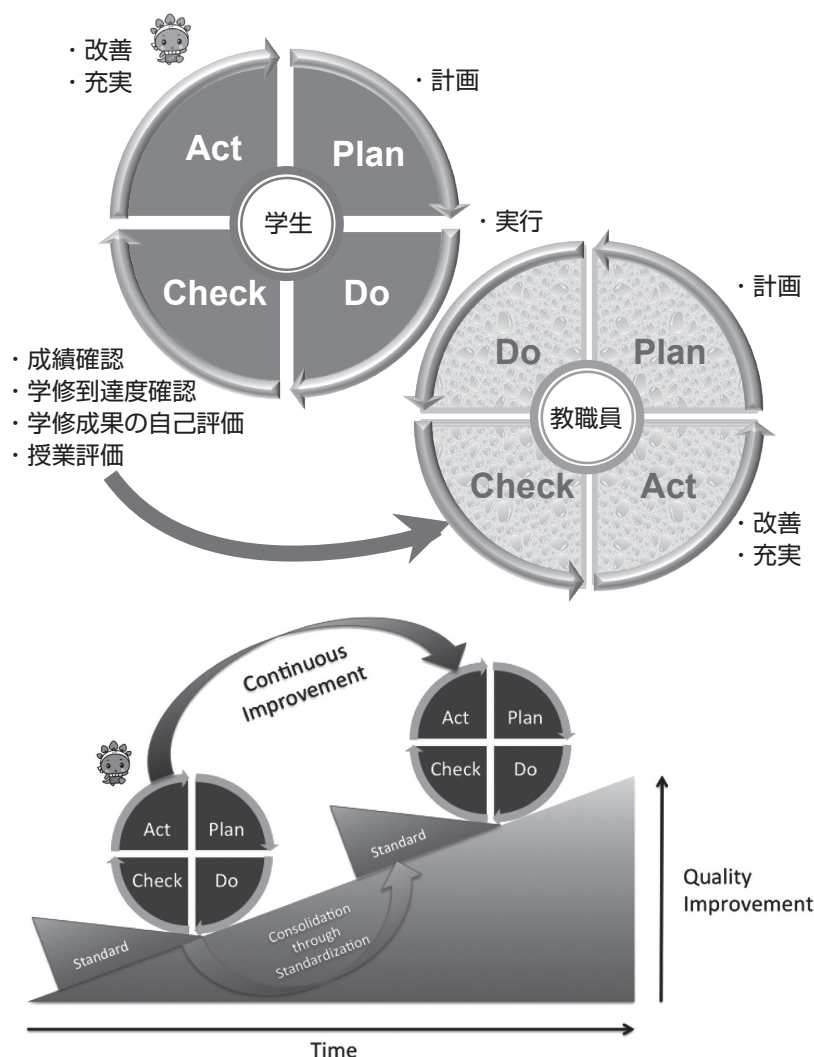 ・改善
・充実
・計画
Act
Plan
学生
・実行
Check
Do
・計画
・成績確認
・学修到達度確認
・学修成果の自己評価
・授業評価
Do
Plan
教職員
Check
Act
・改善
・充実
Continuous
Improvement
Act
Plan
Check
Do
Act
Plan
Check
Do
Standard
Standard
Consolidation
through
Standardization
Quality
Improvement
Time